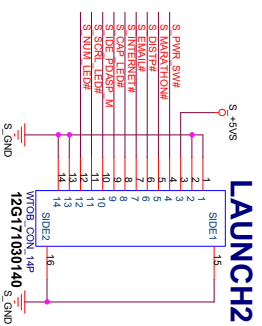 LAUNCH2
S_+5VS
S_PWR_SW#
S_MARATHON#
S_DISTP#
S_EMAIL#
S_INTERNET#
S_CAP_LED#
S_IDE_PDASP_M
S_SCRL_LED#
S_NUM_LED#
S_GND
1 1
2 2
3 3
4 4
5 5
6 6
7 7
8 8
9 9
10 10
11 11
12 12
13 13
14 14
SIDE1 15
SIDE2 16
WTOB_CON_14P
12G171030140
S_GND